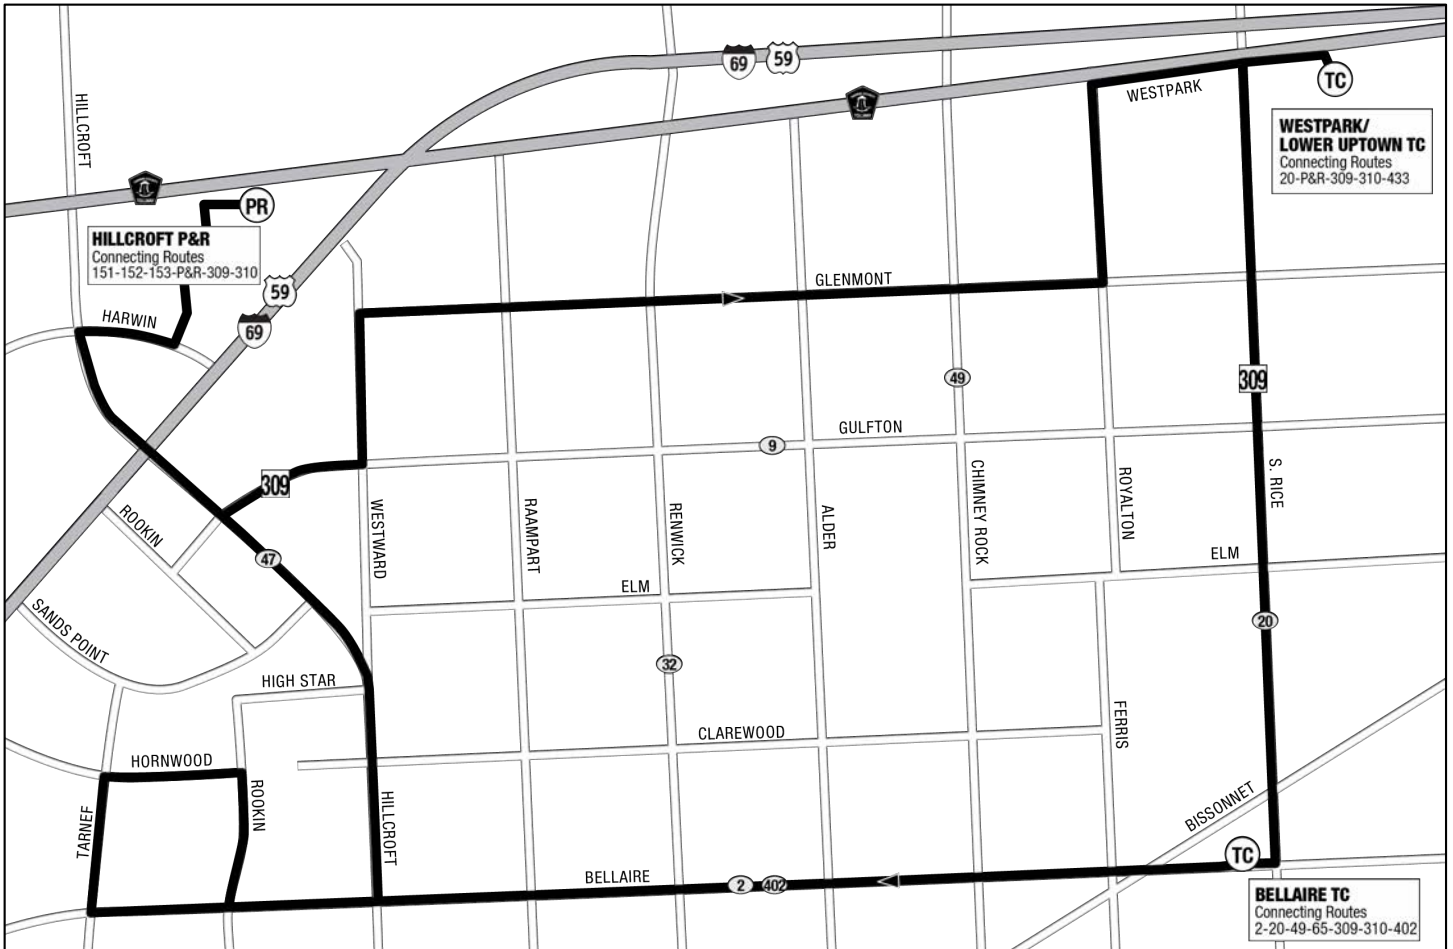 69
59
TC
WESTPARK
HILLCROFT
WESTPARK/
LOWER UPTOWN TC
Connecting Routes
20-P&R-309-310-433
PR
HILLCROFT P&R
Connecting Routes
151-152-153-P&R-309-310
59
69
GLENMONT
HARWIN
49
309
GULFTON
9
309
S. RICE
CHIMNEY ROCK
ROYALTON
WESTWARD
RAAMPART
RENWICK
ALDER
ROOKIN
47
ELM
ELM
SANDS POINT
20
32
HIGH STAR
FERRIS
CLAREWOOD
HORNWOOD
ROOKIN
TARNEF
HILLCROFT
BISSONNET
TC
BELLAIRE
2
402
BELLAIRE TC
Connecting Routes
2-20-49-65-309-310-402